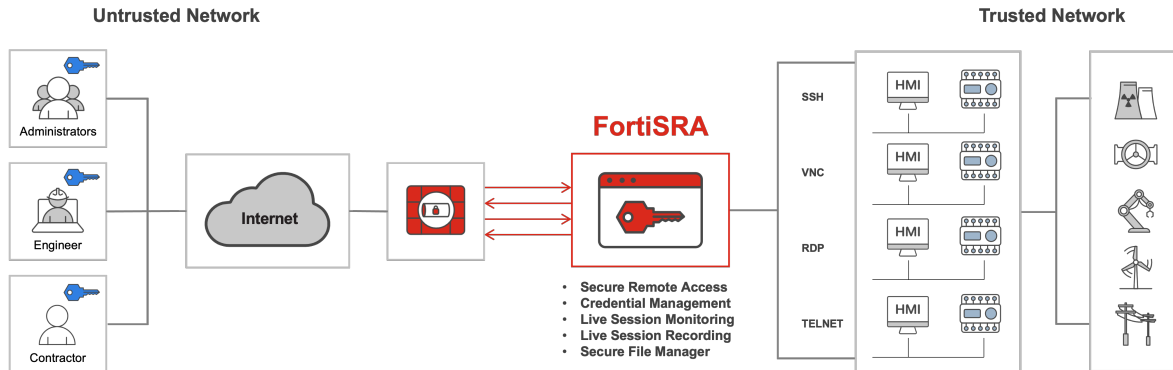 Untrusted Network
Trusted Network
Administrators
Engineer
Contractor
Internet
FortiSRA
Secure Remote Access
Credential Management
Live Session Monitoring
Live Session Recording
Secure File Manager
SSH
HMI
VNC
HMI
RDP
HMI
TELNET
HMI